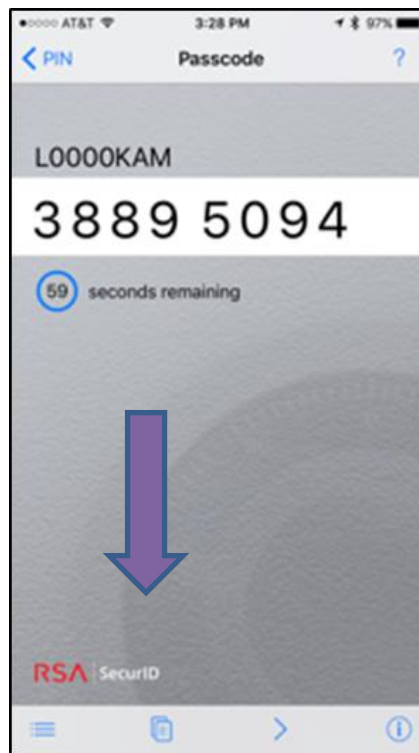 AT&T 3:28 PM 97%
PIN Passcode ?
L0000KAM
3889 5094
59 seconds remaining
RSA SecurID